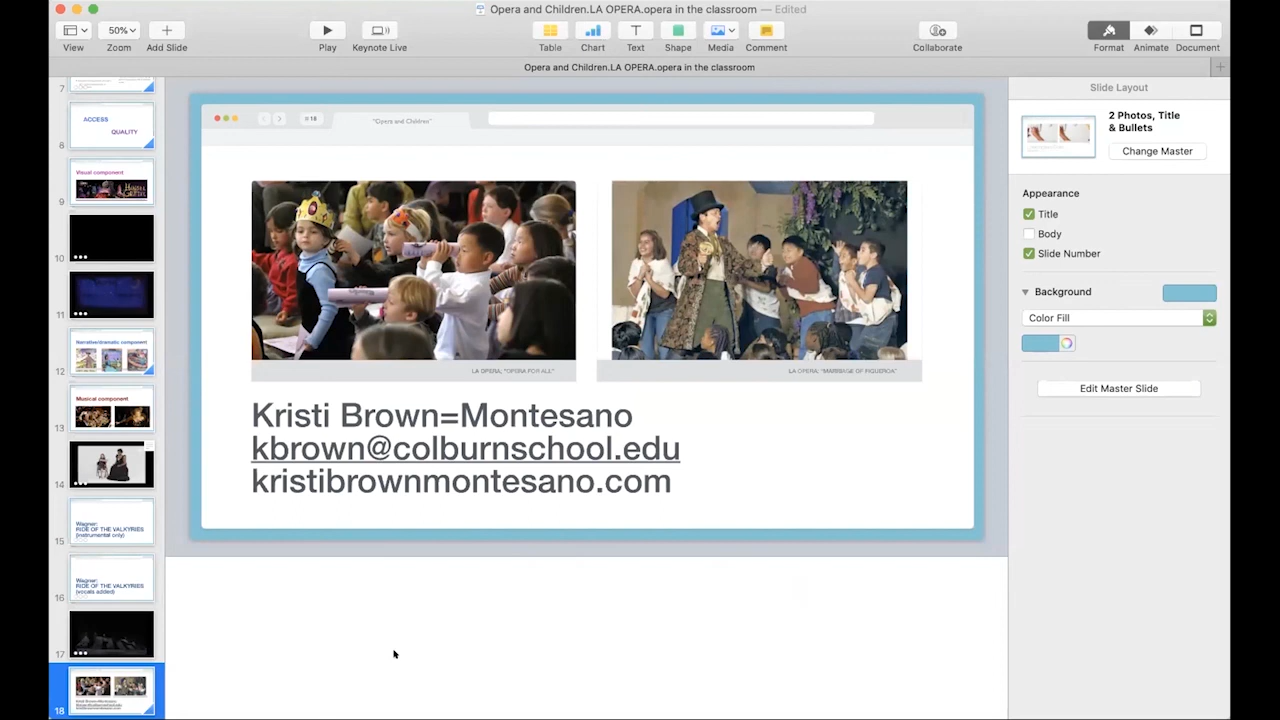 Opera and Children.LA OPERA.opera in the classroom — Edited
50%
View
Zoom
Add Slide
Play
Keynote Live
Table
Chart
Text
Shape
Media
Comment
Collaborate
Format
Animate
Document
Opera and Children.LA OPERA.opera in the classroom
7
ACCESS
QUALITY
8
Visual component
9
10
11
Narrative/dramatic component
12
Musical component
13
14
Wagner:
RIDE OF THE VALKYRIES
(instrumental only)
15
Wagner:
RIDE OF THE VALKYRIES
(vocals added)
16
17
18
18
"Opera and Children"
LA OPERA; "OPERA FOR ALL"
LA OPERA; "MARRIAGE OF FIGUEROA"
Kristi Brown=Montesano
kbrown@colburnschool.edu
kristibrownmontesano.com
Slide Layout
2 Photos, Title
& Bullets
Change Master
Appearance
Title
Body
Slide Number
Background
Color Fill
Edit Master Slide